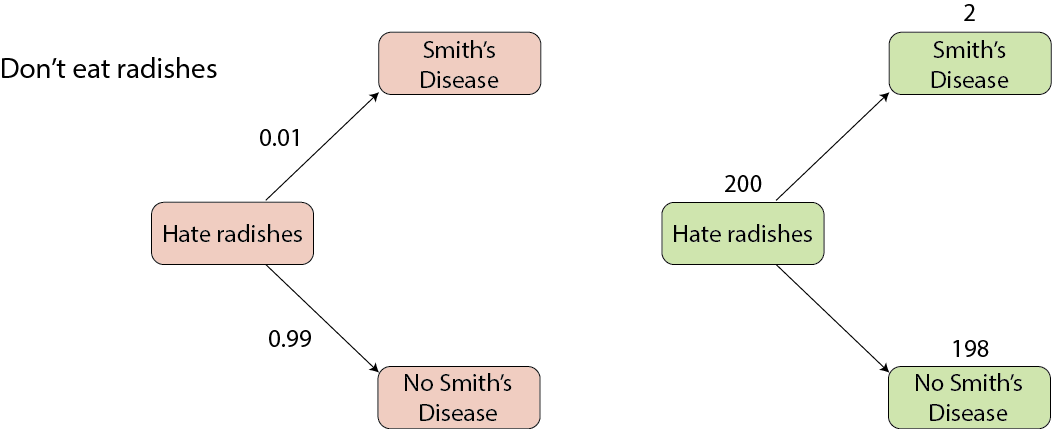 Don’t eat radishes
Smith’s
Disease
0.01
Hate radishes
0.99
No Smith’s
Disease
2
Smith’s
Disease
200
Hate radishes
198
No Smith’s
Disease